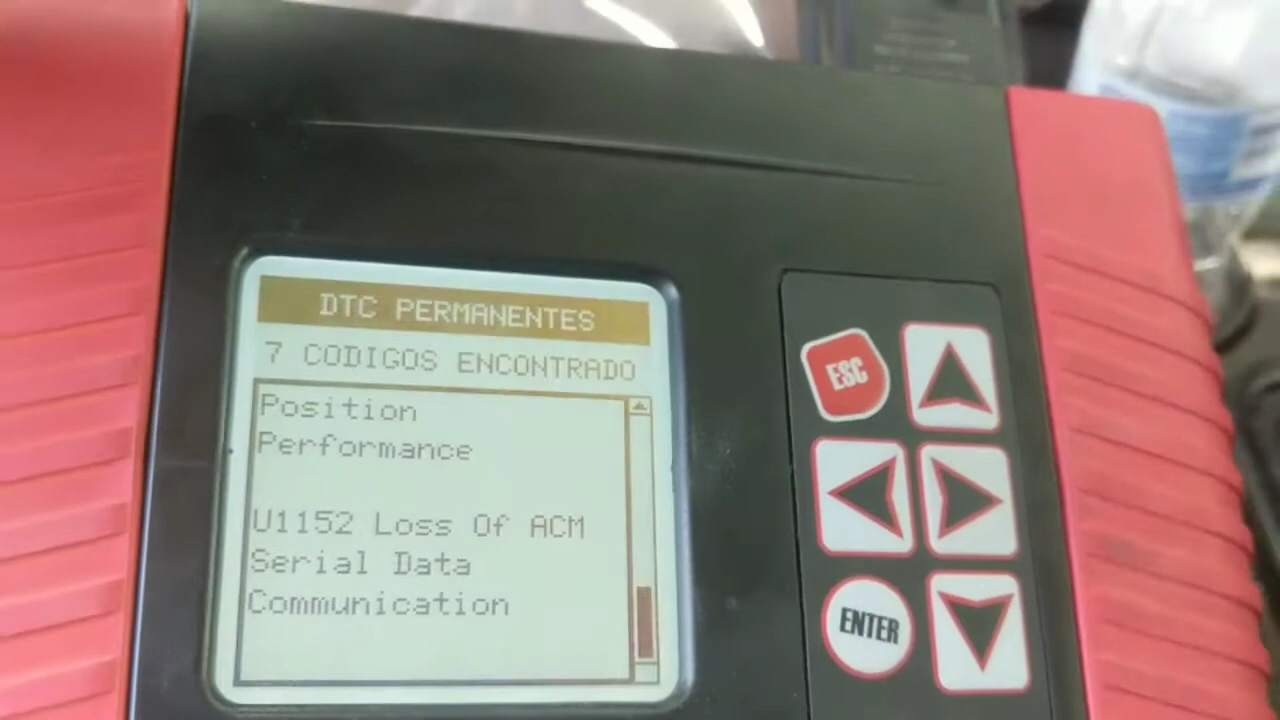 DTC PERMANENTES
7 CODIGOS ENCONTRADO
Position
Performance
U1152 Loss Of ACM
Serial Data
Communication
ESC
ENTER